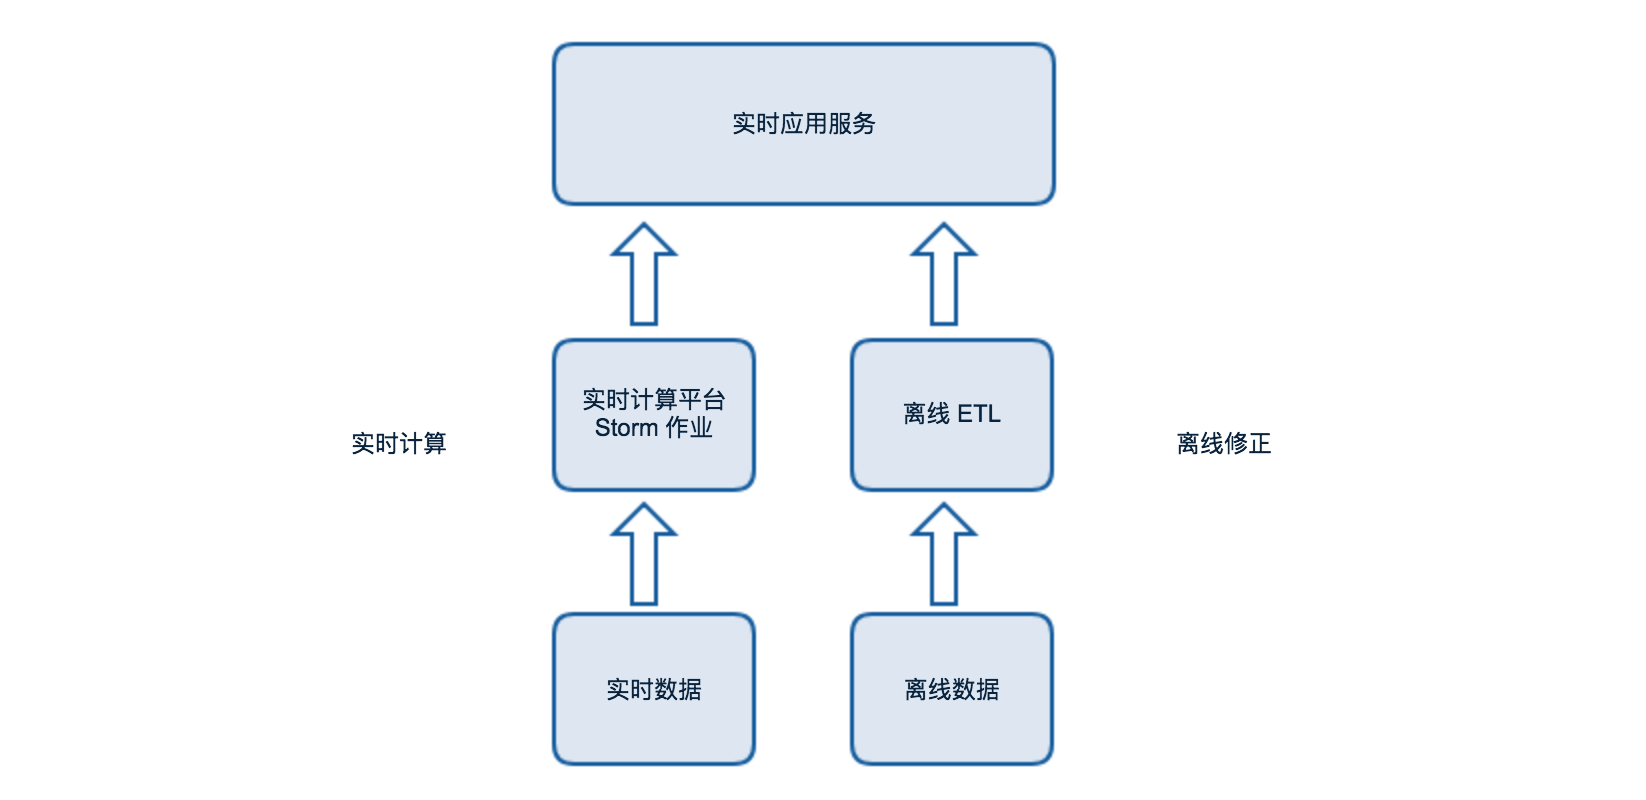 实时应用服务
实时计算平台
Storm 作业
离线 ETL
实时计算
离线修正
实时数据
离线数据